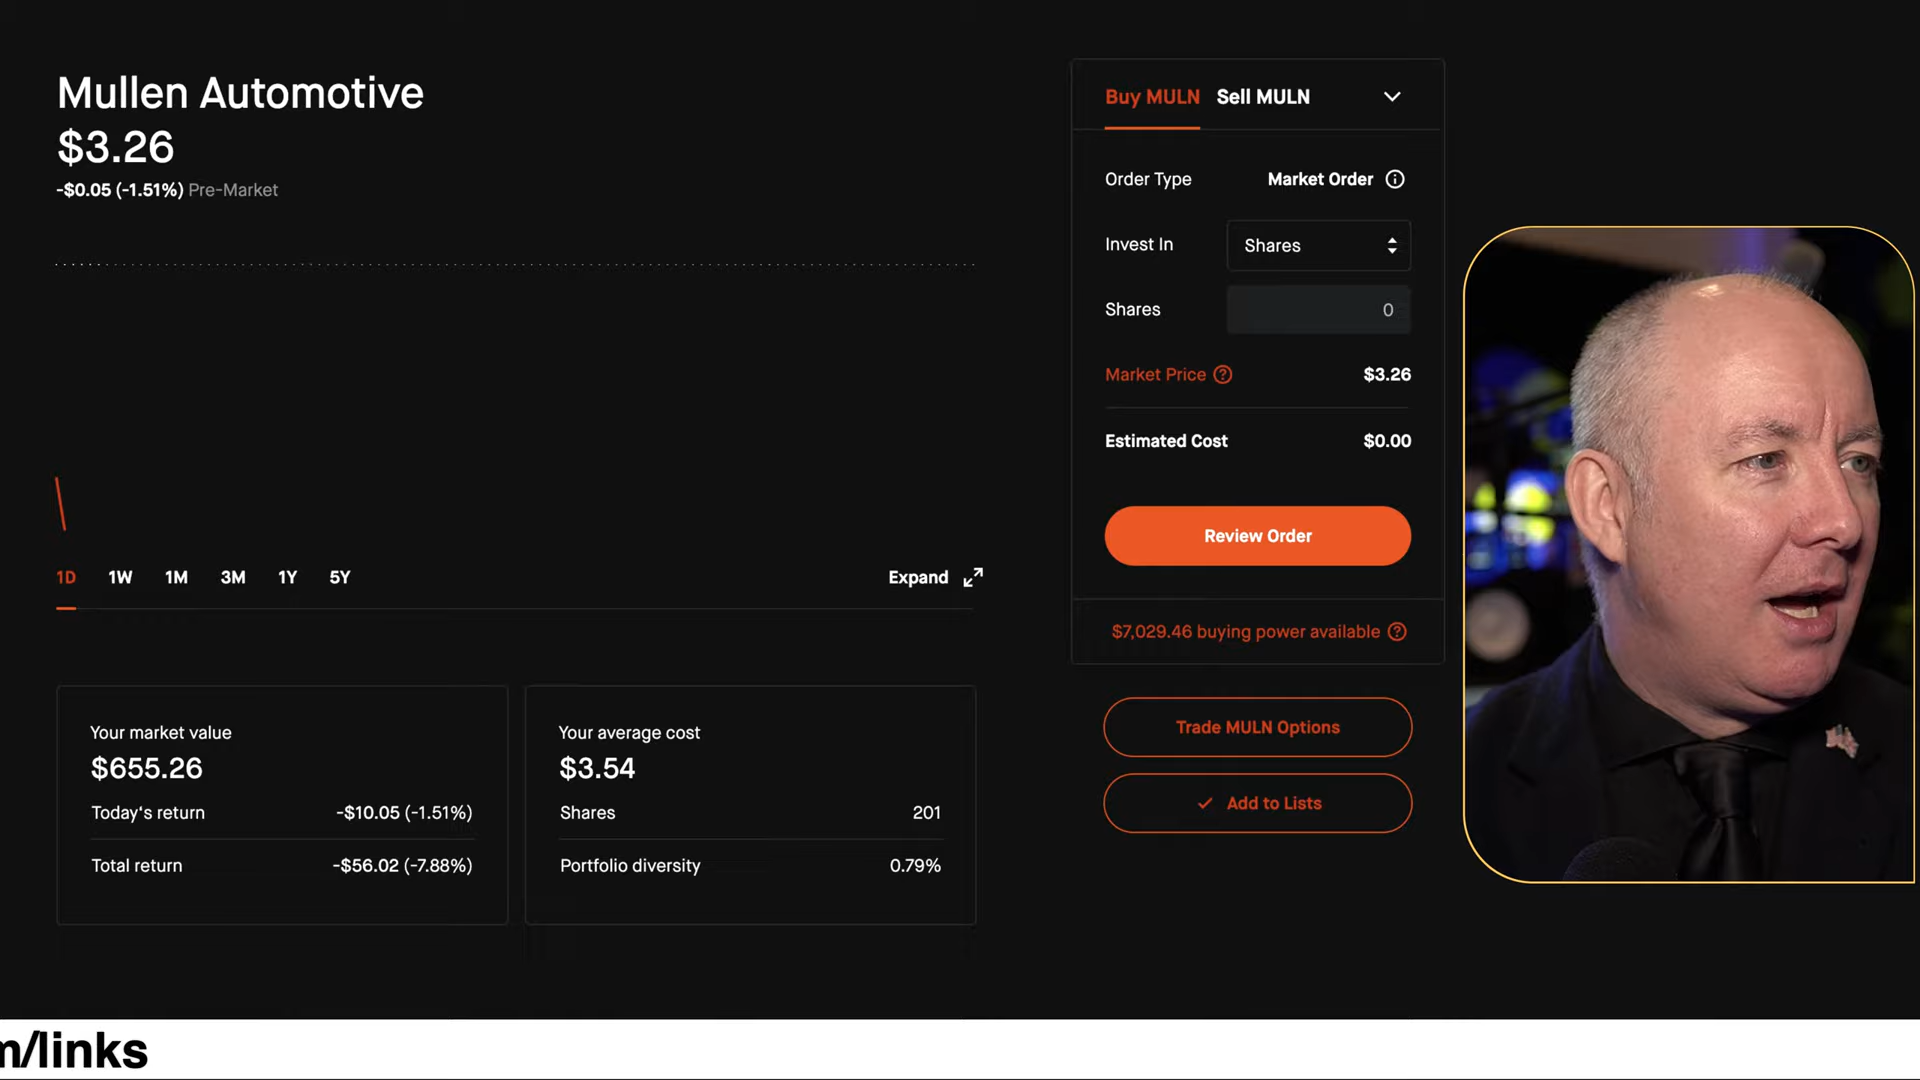 Mullen Automotive
$3.26
-$0.05 (-1.51%) Pre-Market
1D 1W 1M 3M 1Y 5Y Expand
Your market value
$655.26
Today's return -$10.05 (-1.51%)
Total return -$56.02 (-7.88%)
Your average cost
$3.54
Shares 201
Portfolio diversity 0.79%
Buy MULN Sell MULN
Order Type Market Order
Invest In Shares
Shares 0
Market Price $3.26
Estimated Cost $0.00
Review Order
$7,029.46 buying power available
Trade MULN Options
Add to Lists
m/links